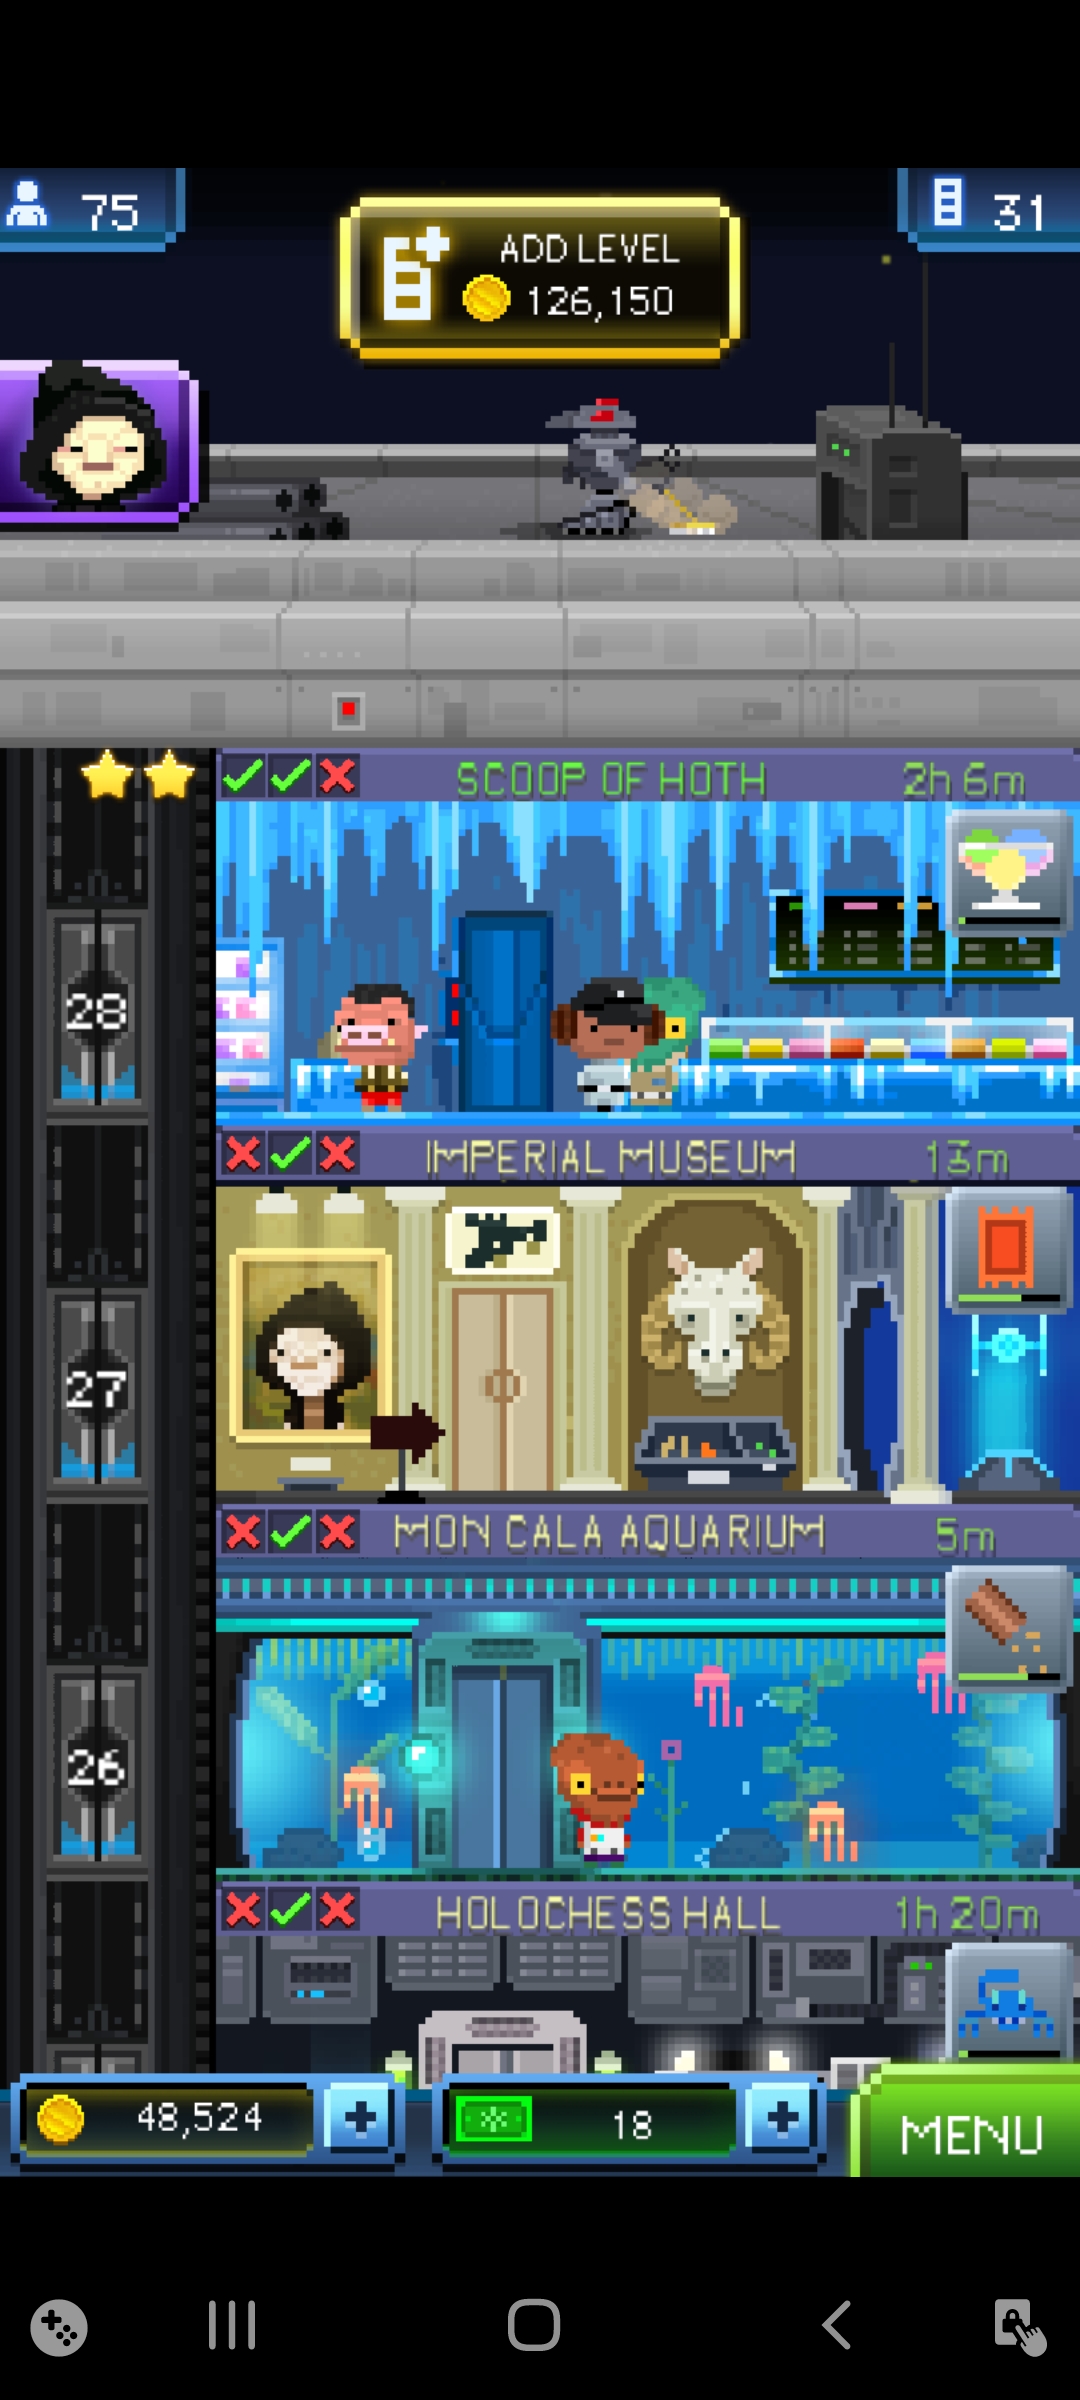 75
ADD LEVEL
126,150
31
SCOOP OF HOTH 2h 6m
28
IMPERIAL MUSEUM 13m
27
MON CALA AQUARIUM 5m
26
HOLOCHESS HALL 1h 20m
48,524
18
MENU